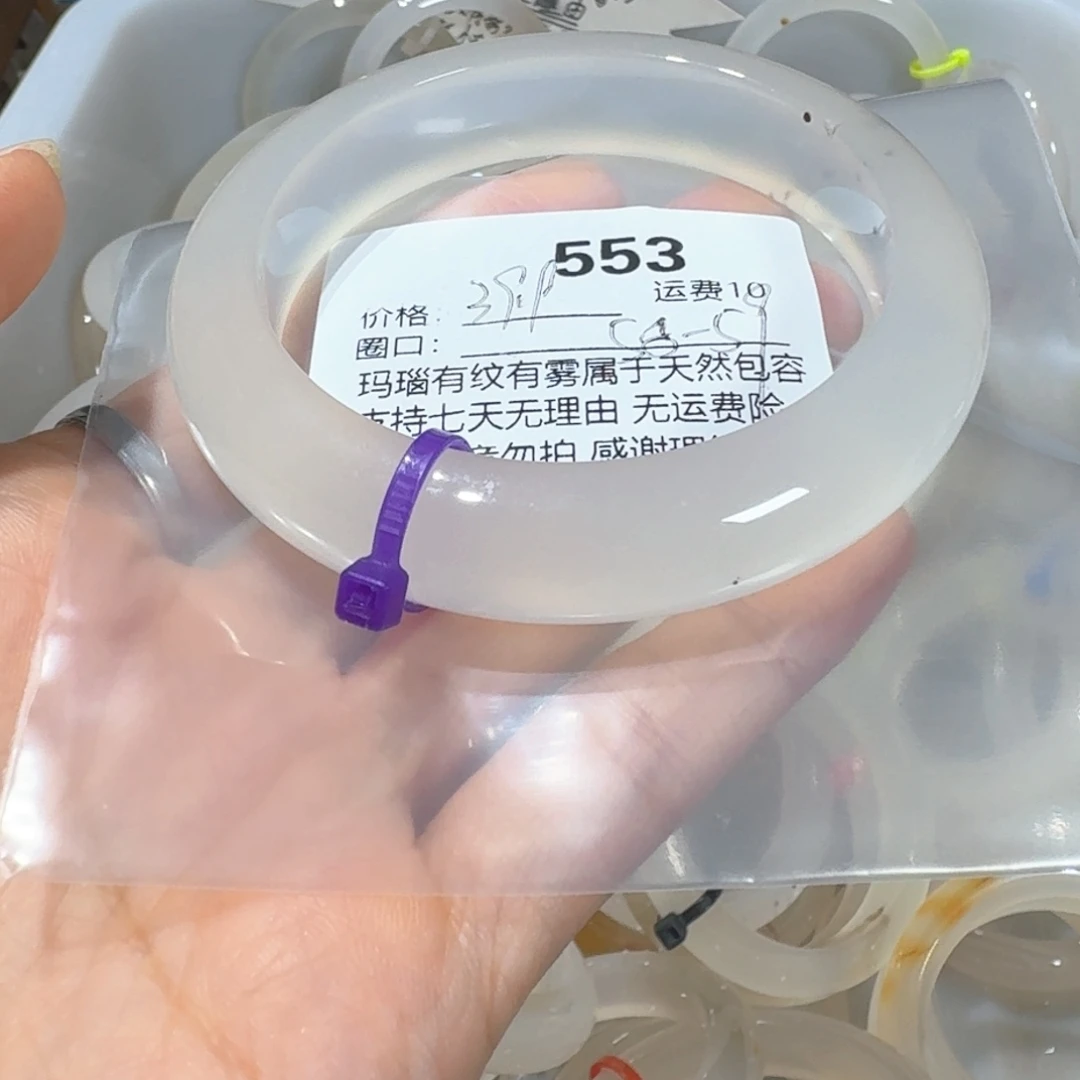 553
运费10
价格:
圈口:
玛瑙有纹有雾属于天然包容
支持七天无理由 无运费险
勿拍 感谢理